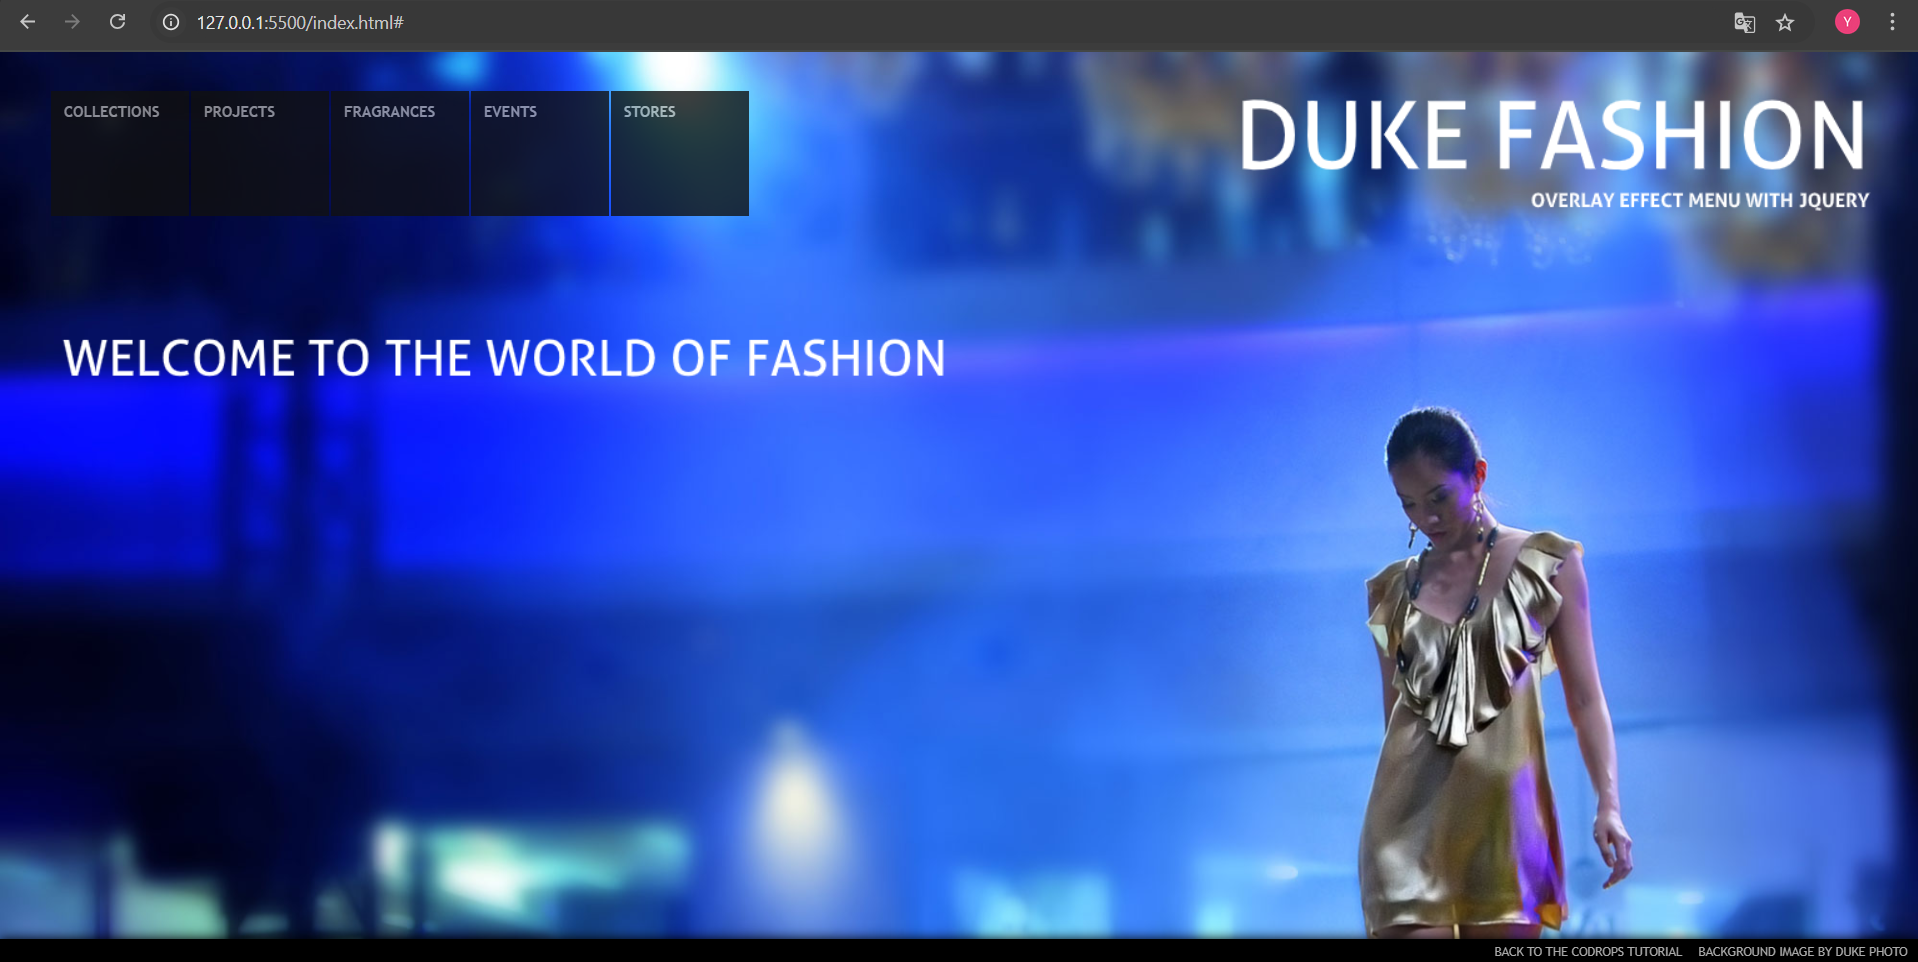 127.0.0.1:5500/index.html#
Y
COLLECTIONS PROJECTS FRAGRANCES EVENTS STORES
DUKE FASHION
OVERLAY EFFECT MENU WITH JQUERY
WELCOME TO THE WORLD OF FASHION
BACK TO THE CODROPS TUTORIAL BACKGROUND IMAGE BY DUKE PHOTO